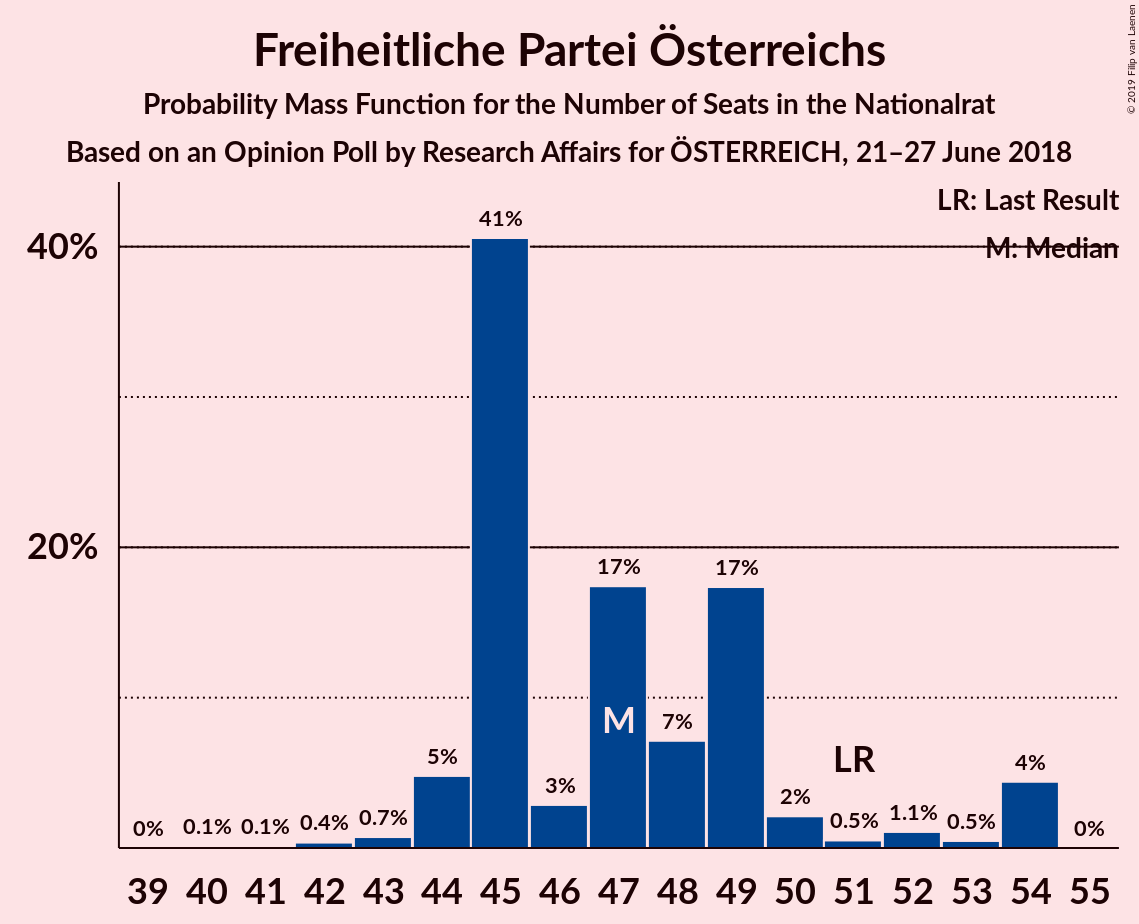 Freiheitliche Partei Österreichs
Probability Mass Function for the Number of Seats in the Nationalrat
Based on an Opinion Poll by Research Affairs for ÖSTERREICH, 21–27 June 2018
© 2019 Filip van Laenen
LR: Last Result
M: Median
40%
20%
0% 0.1% 0.1% 0.4% 0.7% 5% 41% 3% 17% 7% 17% 2% 0.5% 1.1% 0.5% 4% 0%
M
LR
39 40 41 42 43 44 45 46 47 48 49 50 51 52 53 54 55